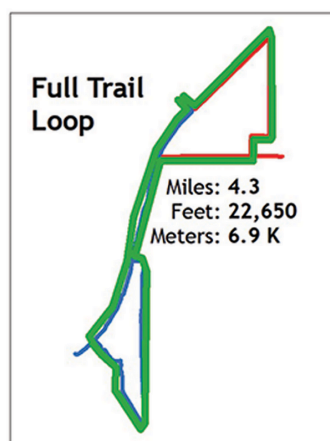 Full Trail
Loop
Miles: 4.3
Feet: 22,650
Meters: 6.9 K